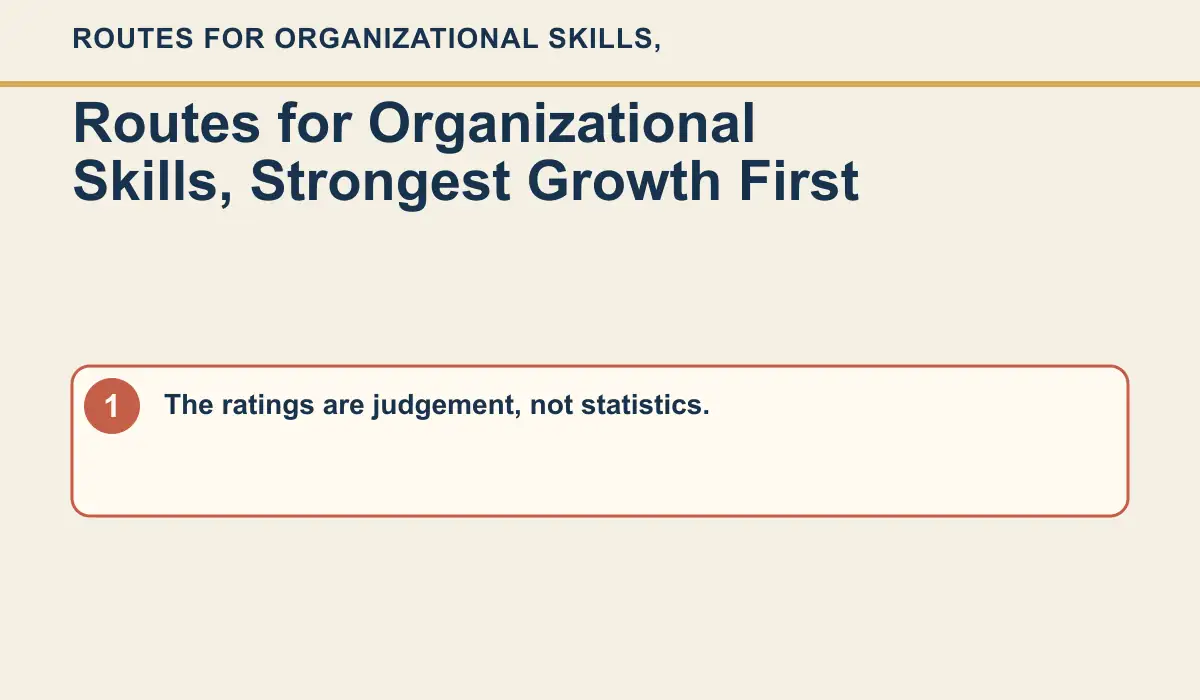 ROUTES FOR ORGANIZATIONAL SKILLS,
Routes for Organizational
Skills, Strongest Growth First
1 The ratings are judgement, not statistics.